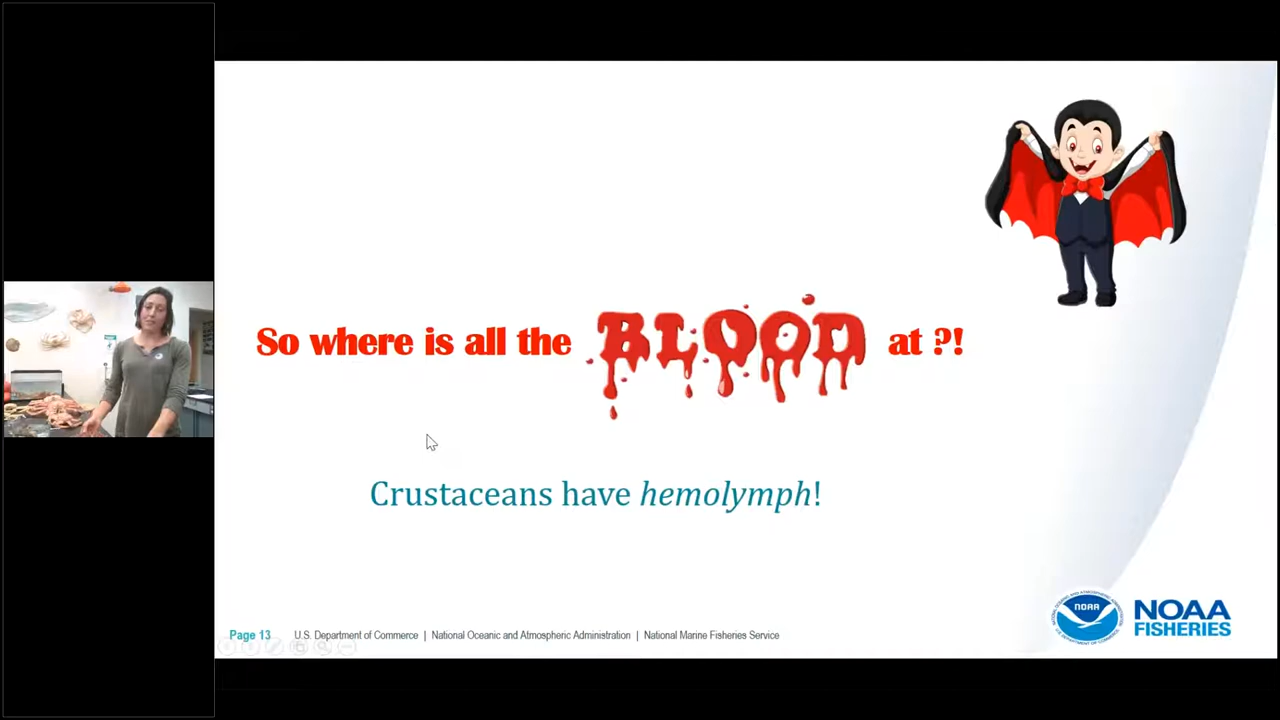 So where is all the BLOOD at ?!
Crustaceans have hemolymph!
Page 13 U.S. Department of Commerce | National Oceanic and Atmospheric Administration | National Marine Fisheries Service
NOAA
NOAA
FISHERIES